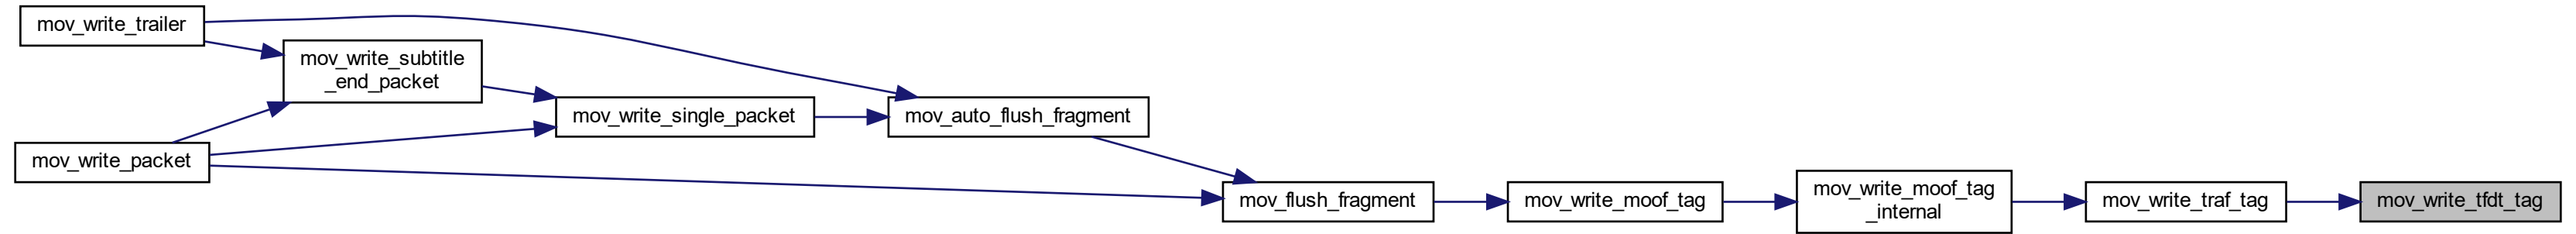 mov_write_trailer
mov_write_subtitle
_end_packet
mov_write_packet
mov_write_single_packet
mov_auto_flush_fragment
mov_flush_fragment
mov_write_moof_tag
mov_write_moof_tag
_internal
mov_write_traf_tag
mov_write_tfdt_tag